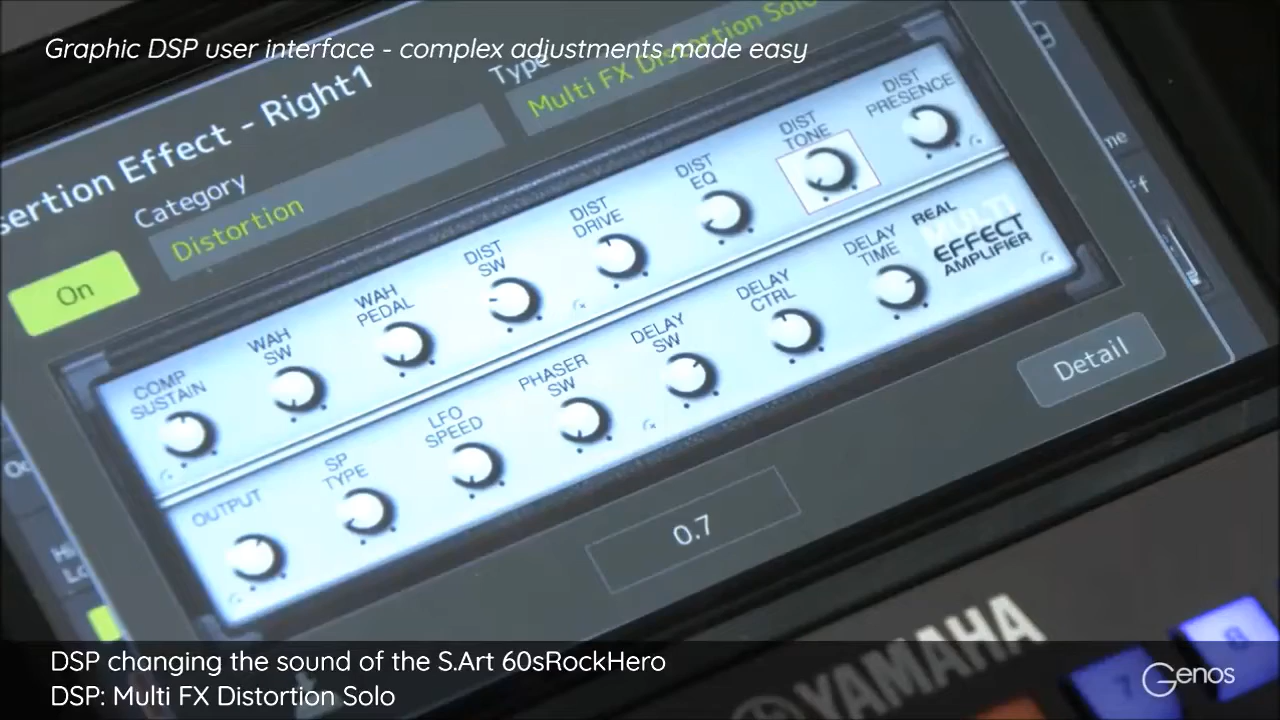 Graphic DSP user interface - complex adjustments made easy
sertion Effect - Right1
Type
Multi FX Distortion Solo
Category
Distortion
On
COMP
SUSTAIN
WAH
SW
WAH
PEDAL
DIST
SW
DIST
DRIVE
DIST
EQ
DIST
TONE
DIST
PRESENCE
OUTPUT
SP
TYPE
LFO
SPEED
PHASER
SW
DELAY
SW
DELAY
CTRL
DELAY
TIME
REAL
MULTI
EFFECT
AMPLIFIER
Detail
0.7
YAMAHA
7
8
DSP changing the sound of the S.Art 60sRockHero
DSP: Multi FX Distortion Solo
Genos